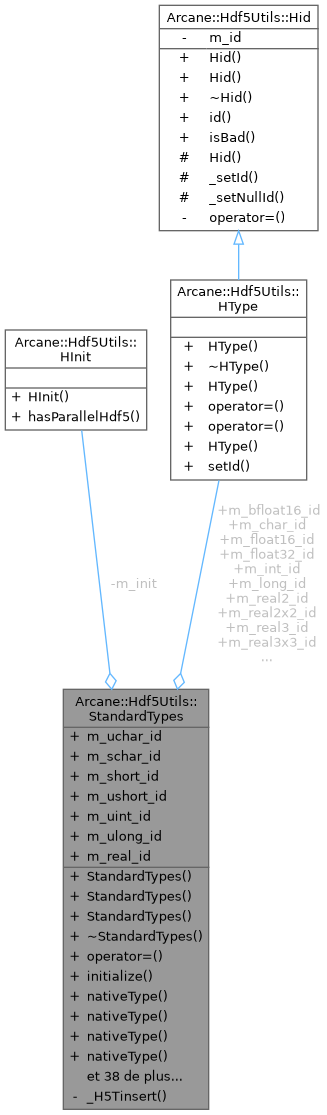 Arcane::Hdf5Utils::Hid
- m_id
+ Hid()
+ Hid()
+ ~Hid()
+ id()
+ isBad()
# Hid()
# _setId()
# _setNullId()
- operator=()
Arcane::Hdf5Utils::
HType
+ HType()
+ ~HType()
+ HType()
+ operator=()
+ operator=()
+ HType()
+ setId()
Arcane::Hdf5Utils::
HInit
+ HInit()
+ hasParallelHdf5()
-m_init
+m_bfloat16_id
+m_char_id
+m_float16_id
+m_float32_id
+m_int_id
+m_long_id
+m_real2_id
+m_real2x2_id
+m_real3_id
+m_real3x3_id
...
Arcane::Hdf5Utils::
StandardTypes
+ m_uchar_id
+ m_schar_id
+ m_short_id
+ m_ushort_id
+ m_uint_id
+ m_ulong_id
+ m_real_id
+ StandardTypes()
+ StandardTypes()
+ StandardTypes()
+ ~StandardTypes()
+ operator=()
+ initialize()
+ nativeType()
+ nativeType()
+ nativeType()
+ nativeType()
et 38 de plus...
- _H5Tinsert()